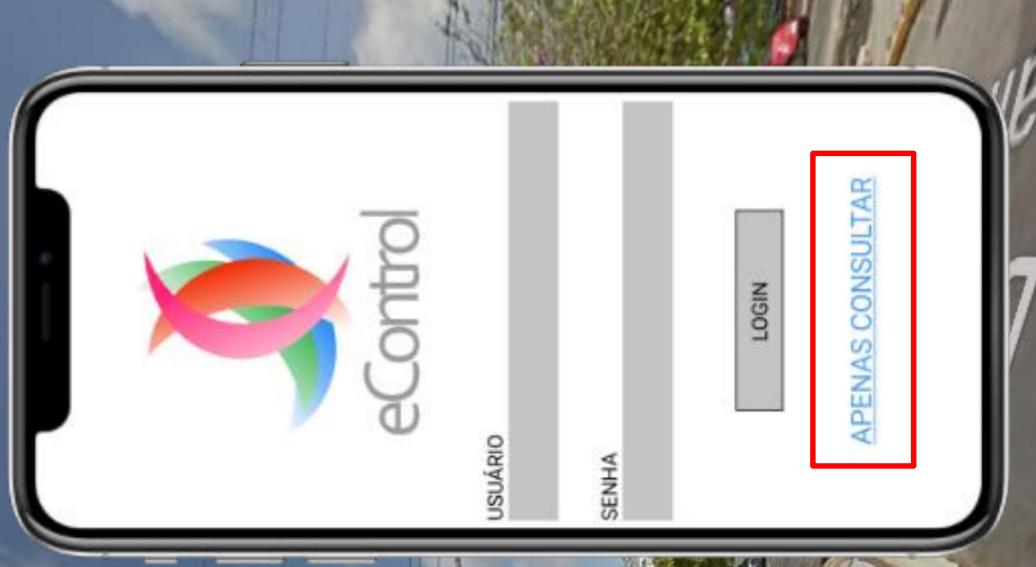 eControl
USUÁRIO
SENHA
LOGIN
APENAS CONSULTAR